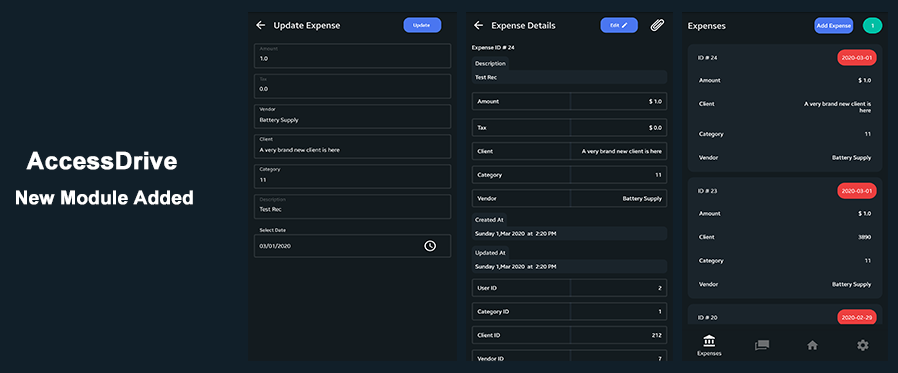 AccessDrive
New Module Added
Update Expense
Update
Amount
1.0
Tax
0.0
Vendor
Battery Supply
Client
A very brand new client is here
Category
11
Description
Test Rec
Select Date
03/01/2020
Expense Details
Edit
Expense ID # 24
Description
Test Rec
Amount $ 1.0
Tax $ 0.0
Client A very brand new client is here
Category 11
Vendor Battery Supply
Created At
Sunday 1,Mar 2020 at 2:20 PM
Updated At
Sunday 1,Mar 2020 at 2:20 PM
User ID 2
Category ID 1
Client ID 212
Vendor ID 7
Expenses
Add Expense
1
ID # 24 2020-03-01
Amount $ 1.0
Client A very brand new client is
here
Category 11
Vendor Battery Supply
ID # 23 2020-03-01
Amount $ 1.0
Client 3890
Category 11
Vendor Battery Supply
ID # 20 2020-02-29
Expenses